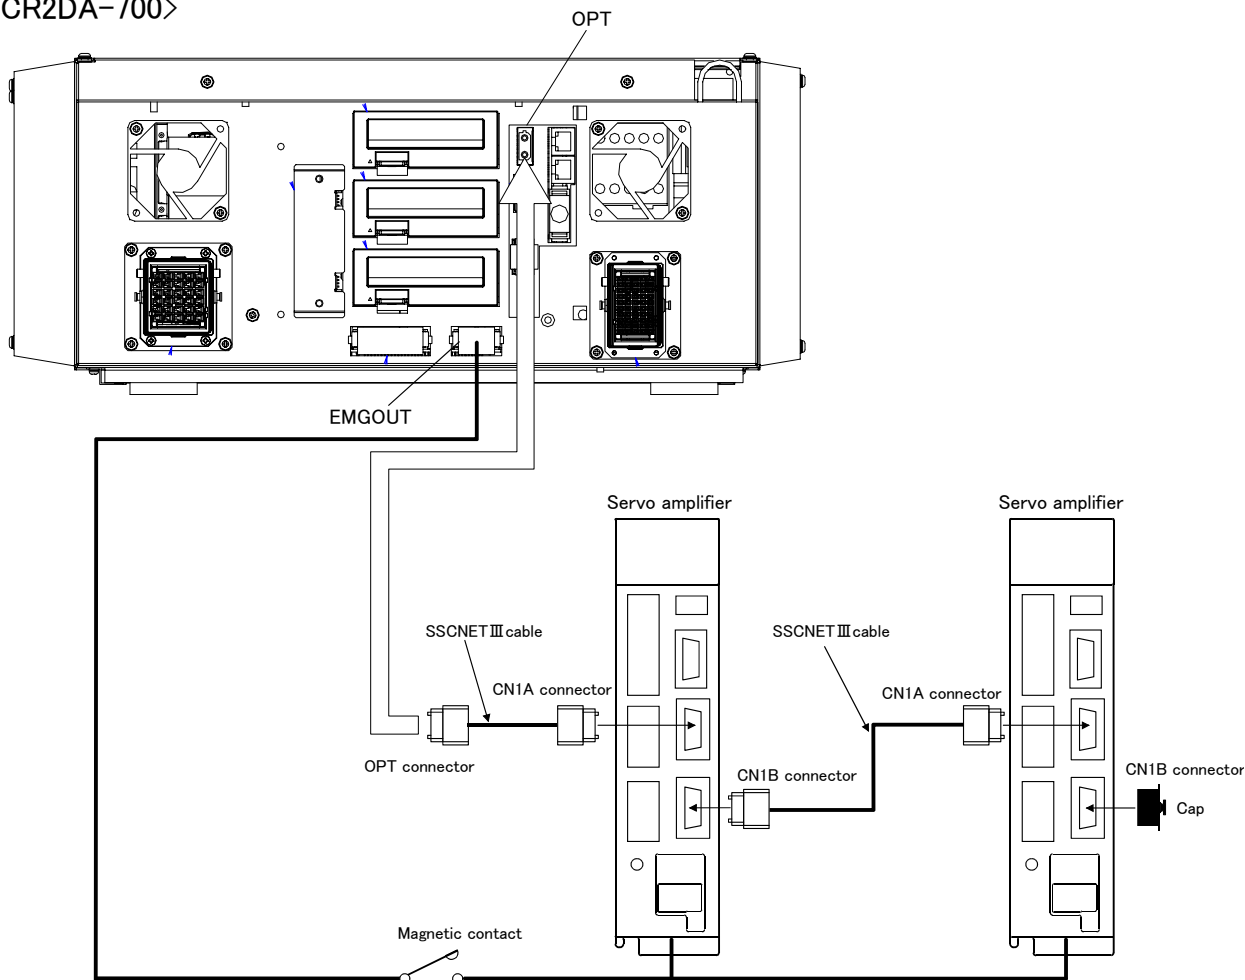 CR2DA-700>
OPT
EMGOUT
Servo amplifier
Servo amplifier
SSCNETⅢcable
SSCNETⅢcable
CN1A connector
CN1A connector
OPT connector
CN1B connector
CN1B connector
Cap
Magnetic contact